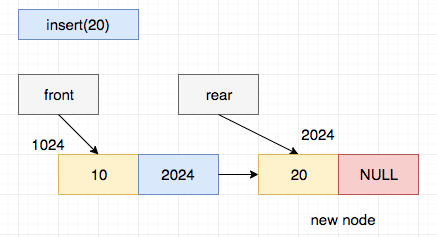 insert(20)
front
rear
1024
2024
10
2024
20
NULL
new node